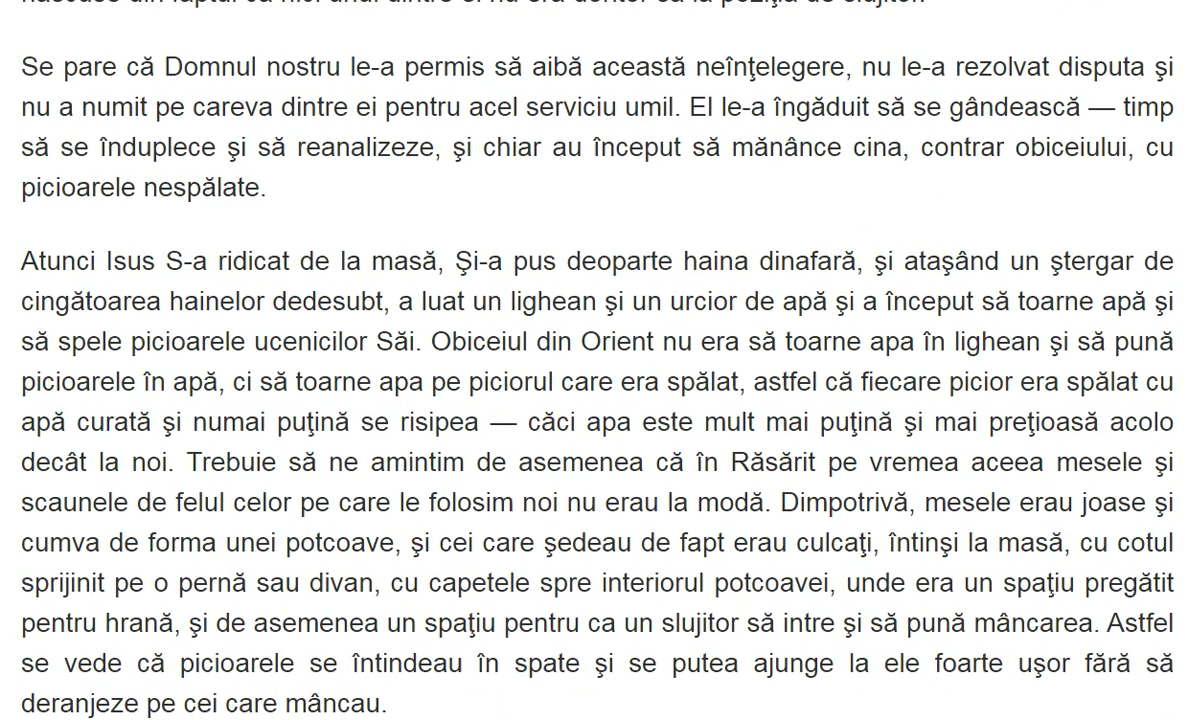 Se pare că Domnul nostru le-a permis să aibă această neînţelegere, nu le-a rezolvat disputa şi
nu a numit pe careva dintre ei pentru acel serviciu umil. El le-a îngăduit să se gândească — timp
să se înduplece şi să reanalizeze, şi chiar au început să mănânce cina, contrar obiceiului, cu
picioarele nespălate.
Atunci Isus S-a ridicat de la masă, Şi-a pus deoparte haina dinafară, şi ataşând un ştergar de
cingătoarea hainelor dedesubt, a luat un lighean şi un urcior de apă şi a început să toarne apă şi
să spele picioarele ucenicilor Săi. Obiceiul din Orient nu era să toarne apa în lighean şi să pună
picioarele în apă, ci să toarne apa pe piciorul care era spălat, astfel că fiecare picior era spălat cu
apă curată şi numai puţină se risipea — căci apa este mult mai puţină şi mai preţioasă acolo
decât la noi. Trebuie să ne amintim de asemenea că în Răsărit pe vremea aceea mesele şi
scaunele de felul celor pe care le folosim noi nu erau la modă. Dimpotrivă, mesele erau joase şi
cumva de forma unei potcoave, şi cei care şedeau de fapt erau culcaţi, întinşi la masă, cu cotul
sprijinit pe o pernă sau divan, cu capetele spre interiorul potcoavei, unde era un spaţiu pregătit
pentru hrană, şi de asemenea un spaţiu pentru ca un slujitor să intre şi să pună mâncarea. Astfel
se vede că picioarele se întindeau în spate şi se putea ajunge la ele foarte uşor fără să
deranjeze pe cei care mâncau.